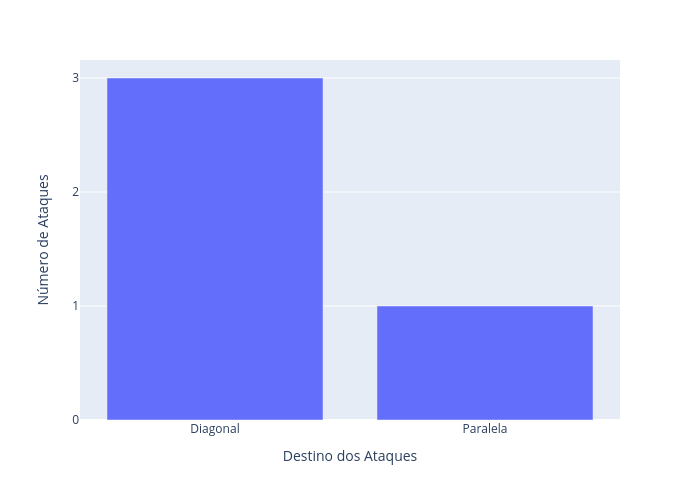 3
2
1
0
Número de Ataques
Diagonal
Paralela
Destino dos Ataques